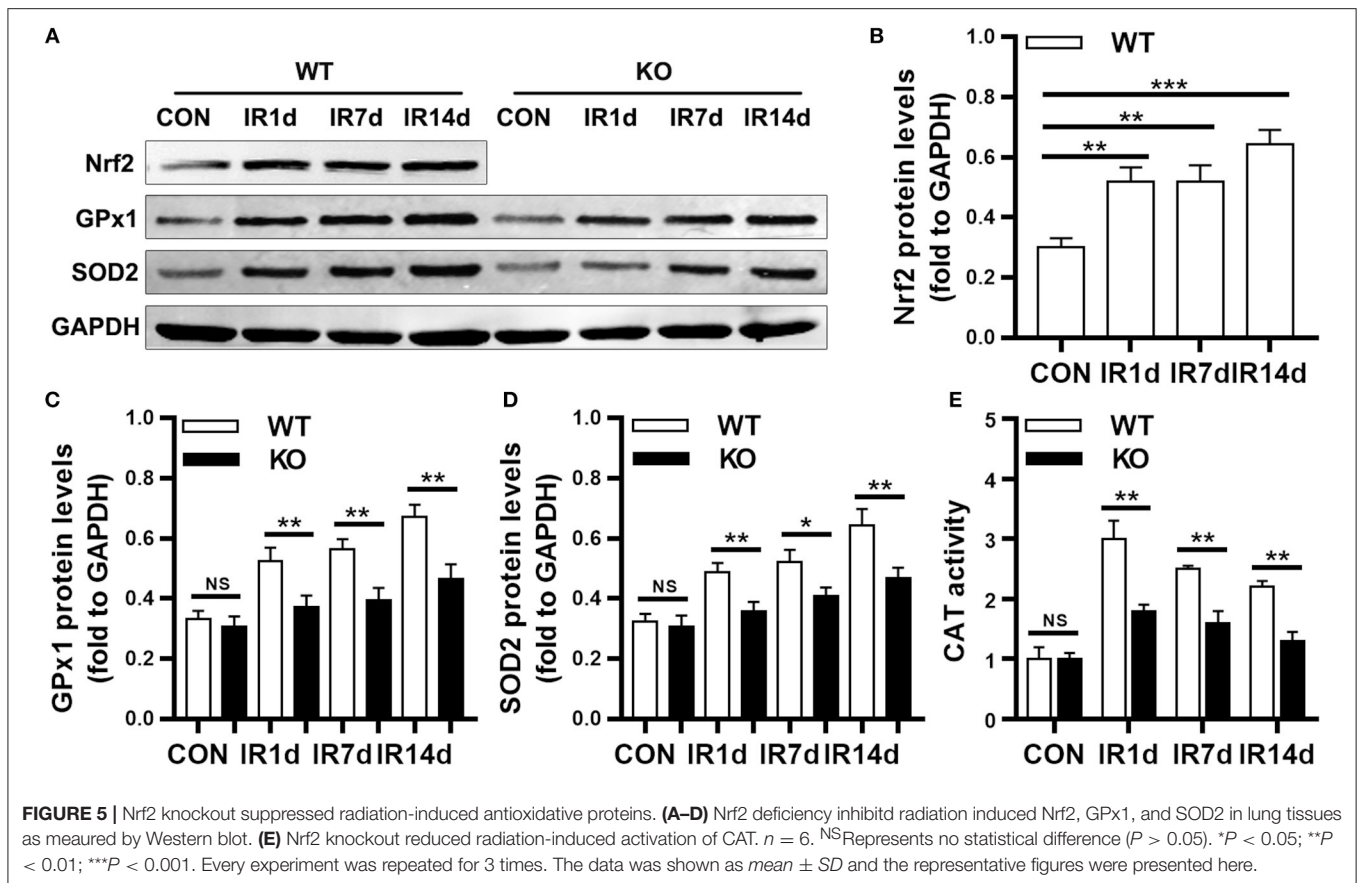 A
WT KO
CON IR1d IR7d IR14d CON IR1d IR7d IR14d
Nrf2
GPx1
SOD2
GAPDH
B
WT
Nrf2 protein levels
(fold to GAPDH)
1.0
0.8
0.6
0.4
0.2
0.0
***
**
**
CON IR1d IR7d IR14d
C
WT
KO
GPx1 protein levels
(fold to GAPDH)
1.0
0.8
0.6
0.4
0.2
0.0
NS ** ** **
CON IR1d IR7d IR14d
D
WT
KO
SOD2 protein levels
(fold to GAPDH)
1.0
0.8
0.6
0.4
0.2
0.0
NS ** * **
CON IR1d IR7d IR14d
E
WT
KO
CAT activity
5
4
3
2
1
0
NS ** ** **
CON IR1d IR7d IR14d
FIGURE 5 | Nrf2 knockout suppressed radiation-induced antioxidative proteins. (A–D) Nrf2 deficiency inhibitd radiation induced Nrf2, GPx1, and SOD2 in lung tissues
as meaured by Western blot. (E) Nrf2 knockout reduced radiation-induced activation of CAT. n = 6. NSRepresents no statistical difference (P > 0.05). *P < 0.05; **P
< 0.01; ***P < 0.001. Every experiment was repeated for 3 times. The data was shown as mean ± SD and the representative figures were presented here.